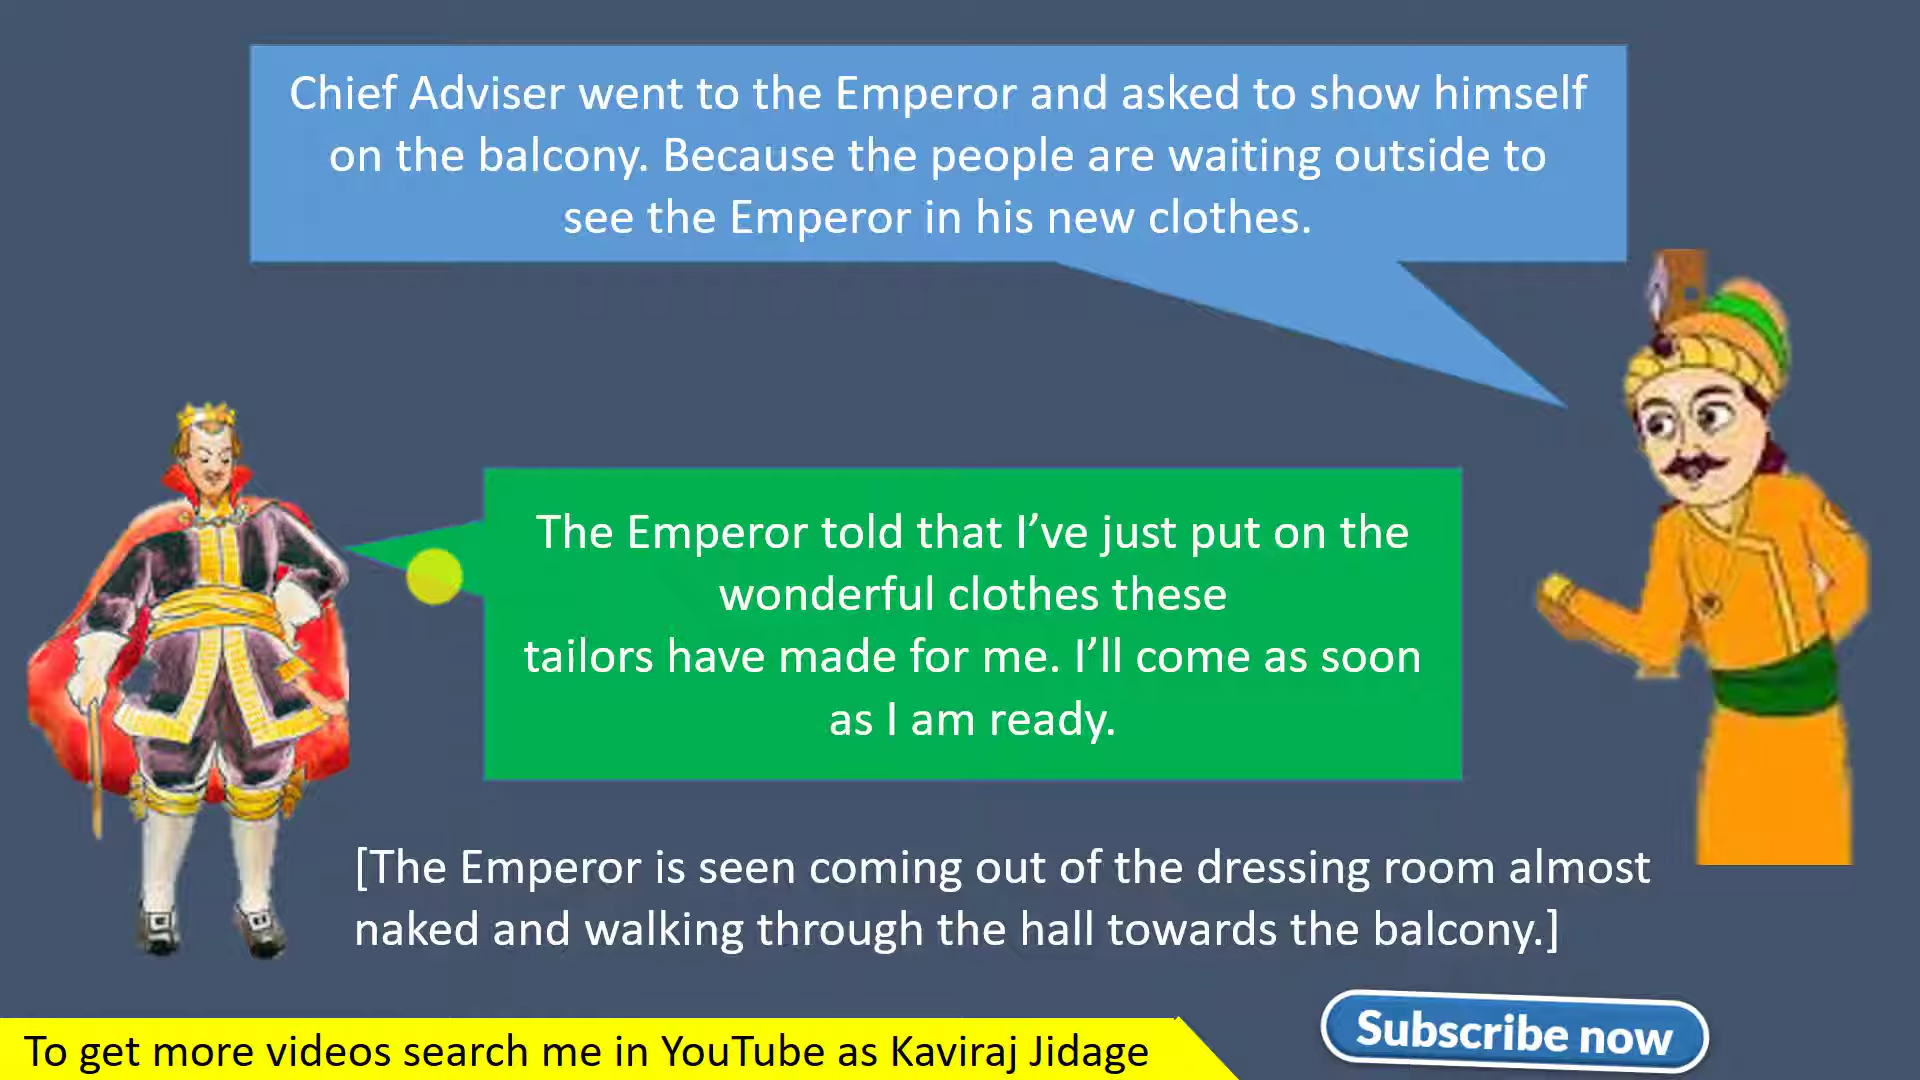 Chief Adviser went to the Emperor and asked to show himself
on the balcony. Because the people are waiting outside to
see the Emperor in his new clothes.
The Emperor told that I’ve just put on the
wonderful clothes these
tailors have made for me. I’ll come as soon
as I am ready.
[The Emperor is seen coming out of the dressing room almost
naked and walking through the hall towards the balcony.]
To get more videos search me in YouTube as Kaviraj Jidage
Subscribe now